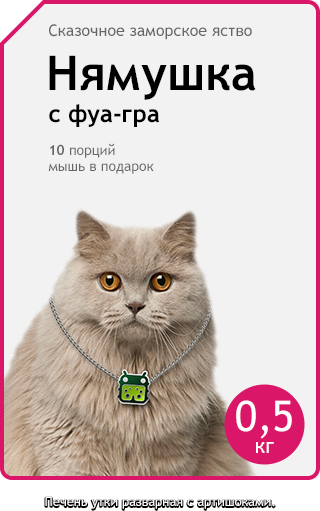 Сказочное заморское яство
Нямушка
с фуа-гра
10 порций
мышь в подарок
0,5
кг
Печень утки разварная с артишоками.